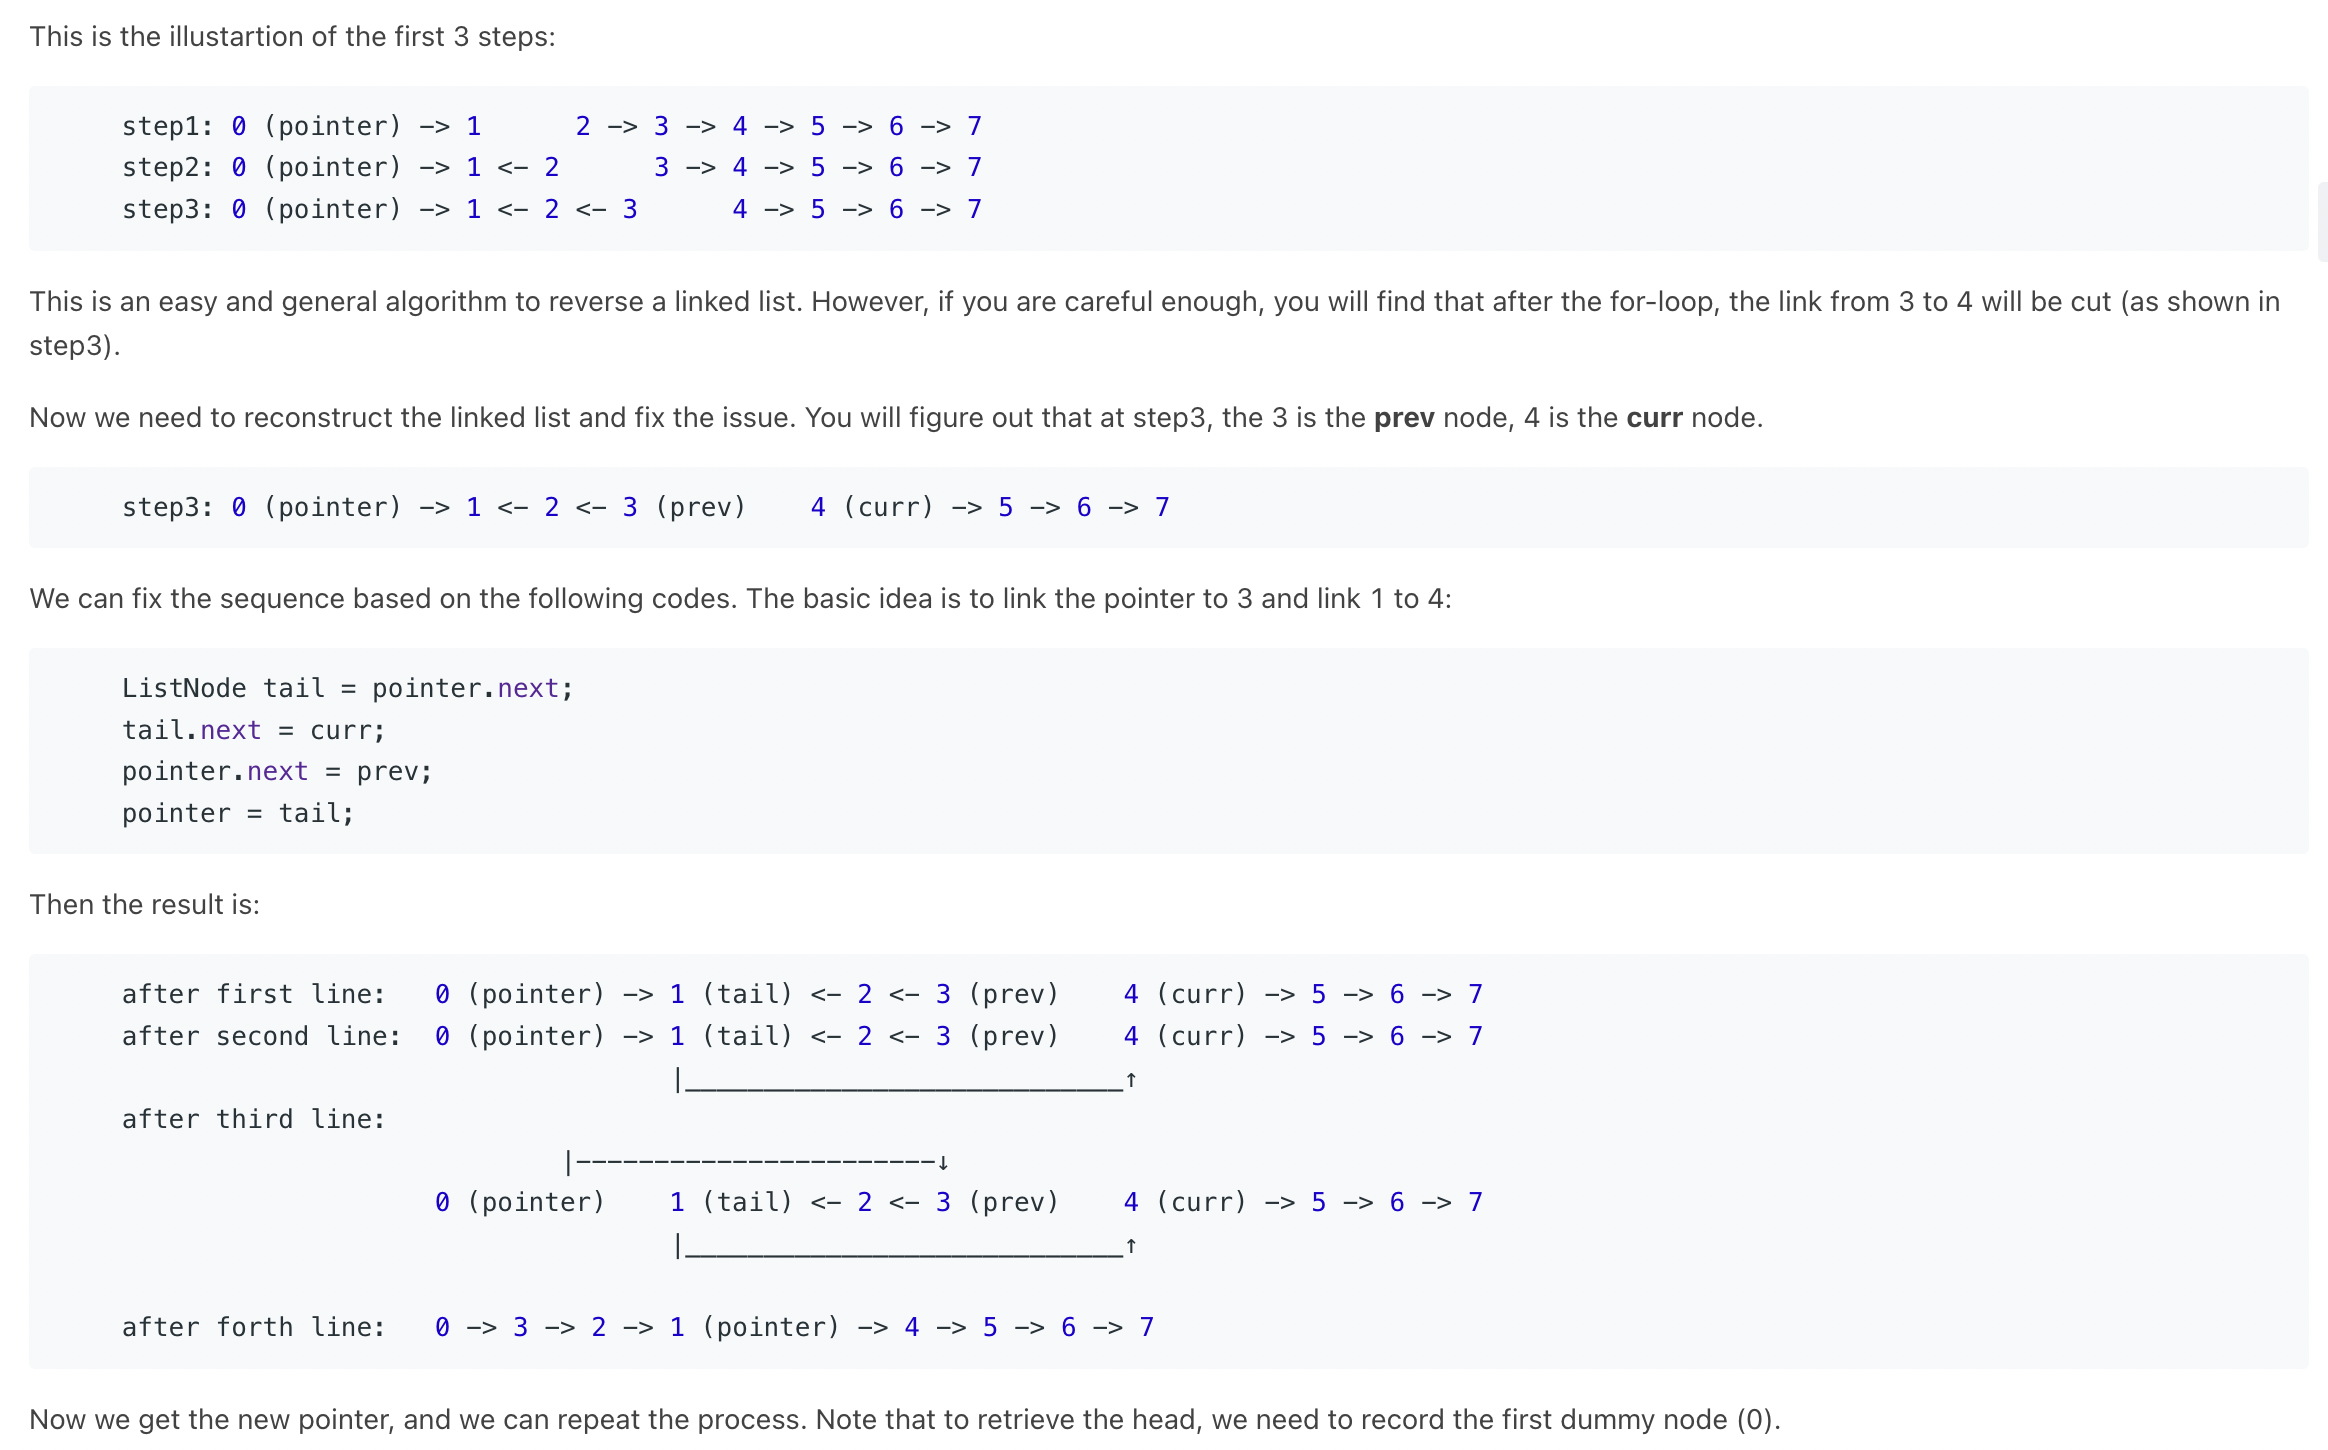 This is the illustartion of the first 3 steps:
step1: 0 (pointer) -> 1      2 -> 3 -> 4 -> 5 -> 6 -> 7
step2: 0 (pointer) -> 1 <- 2      3 -> 4 -> 5 -> 6 -> 7
step3: 0 (pointer) -> 1 <- 2 <- 3      4 -> 5 -> 6 -> 7
This is an easy and general algorithm to reverse a linked list. However, if you are careful enough, you will find that after the for-loop, the link from 3 to 4 will be cut (as shown in
step3).
Now we need to reconstruct the linked list and fix the issue. You will figure out that at step3, the 3 is the prev node, 4 is the curr node.
step3: 0 (pointer) -> 1 <- 2 <- 3 (prev)    4 (curr) -> 5 -> 6 -> 7
We can fix the sequence based on the following codes. The basic idea is to link the pointer to 3 and link 1 to 4:
ListNode tail = pointer.next;
tail.next = curr;
pointer.next = prev;
pointer = tail;
Then the result is:
after first line:   0 (pointer) -> 1 (tail) <- 2 <- 3 (prev)    4 (curr) -> 5 -> 6 -> 7
after second line:  0 (pointer) -> 1 (tail) <- 2 <- 3 (prev)    4 (curr) -> 5 -> 6 -> 7
|____________________________↑
after third line:
|-----------------------↓
0 (pointer)    1 (tail) <- 2 <- 3 (prev)    4 (curr) -> 5 -> 6 -> 7
|____________________________↑
after forth line:   0 -> 3 -> 2 -> 1 (pointer) -> 4 -> 5 -> 6 -> 7
Now we get the new pointer, and we can repeat the process. Note that to retrieve the head, we need to record the first dummy node (0).